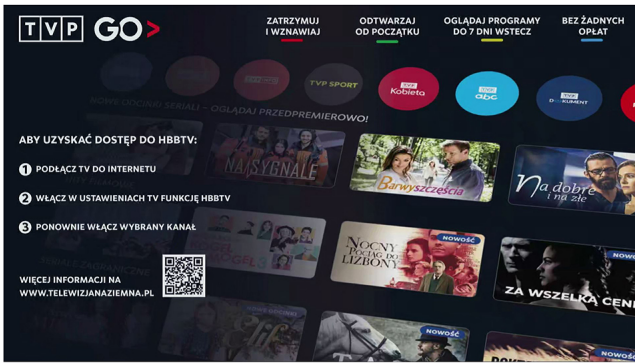 TVP GO>
ZATRZYMUJ
I WZNAWIAJ
ODTWARZAJ
OD POCZĄTKU
OGLĄDAJ PROGRAMY
DO 7 DNI WSTECZ
BEZ ŻADNYCH
OPŁAT
TVP SPORT
TVP
Kobieta
TVP
abc
TVP
DOKUMENT
NOWE ODCINKI SERIALI – OGLĄDAJ PRZEDPREMIEROWO!
ABY UZYSKAĆ DOSTĘP DO HBBTV:
1 PODŁĄCZ TV DO INTERNETU
2 WŁĄCZ W USTAWIENIACH TV FUNKCJĘ HBBTV
3 PONOWNIE WŁĄCZ WYBRANY KANAŁ
NA SYGNALE
Barwy szczęścia
Na dobre
i na złe
NOWOŚĆ
NOCNY
POCIĄG DO
LIZBONY
NOWOŚĆ
ZA WSZELKĄ CENĘ
WIĘCEJ INFORMACJI NA
WWW.TELEWIZJANAZIEMNA.PL
NOWOŚĆ
NOWOŚĆ